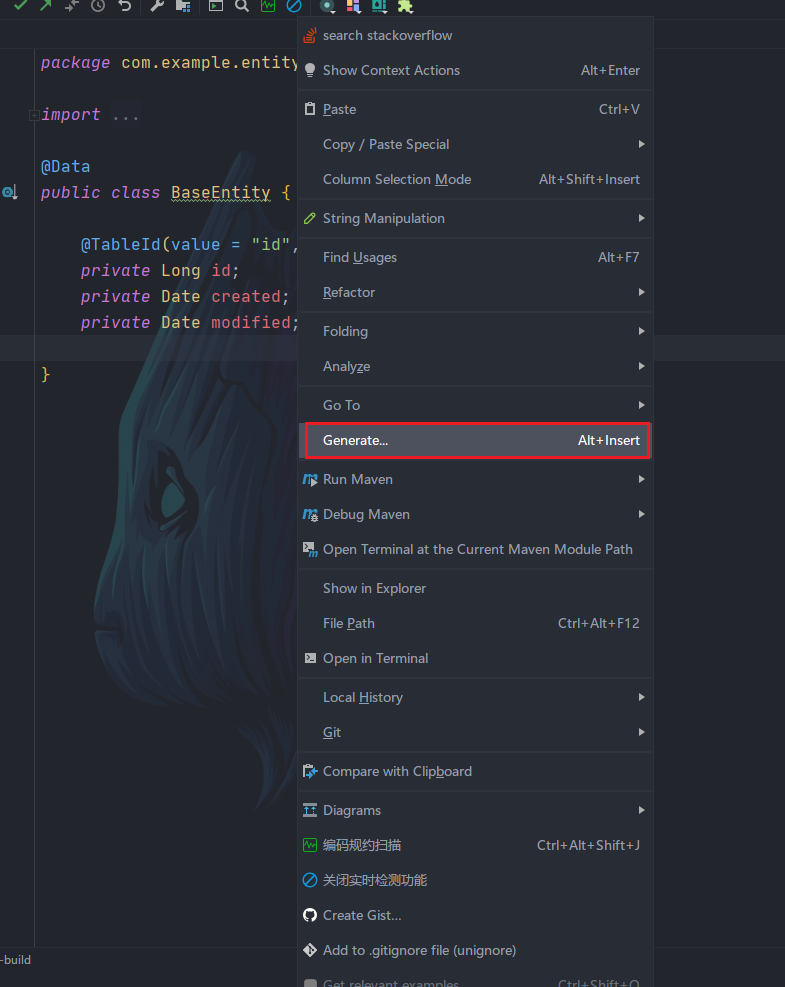 package com.example.entity
import ...
@Data
public class BaseEntity {
@TableId(value = "id",
private Long id;
private Date created;
private Date modified;
}
-build
search stackoverflow
Show Context Actions Alt+Enter
Paste Ctrl+V
Copy / Paste Special
Column Selection Mode Alt+Shift+Insert
String Manipulation
Find Usages Alt+F7
Refactor
Folding
Analyze
Go To
Generate... Alt+Insert
Run Maven
Debug Maven
Open Terminal at the Current Maven Module Path
Show in Explorer
File Path Ctrl+Alt+F12
Open in Terminal
Local History
Git
Compare with Clipboard
Diagrams
编码规约扫描 Ctrl+Alt+Shift+J
关闭实时检测功能
Create Gist...
Add to .gitignore file (unignore)
Get relevant examples Ctrl+Shift+O